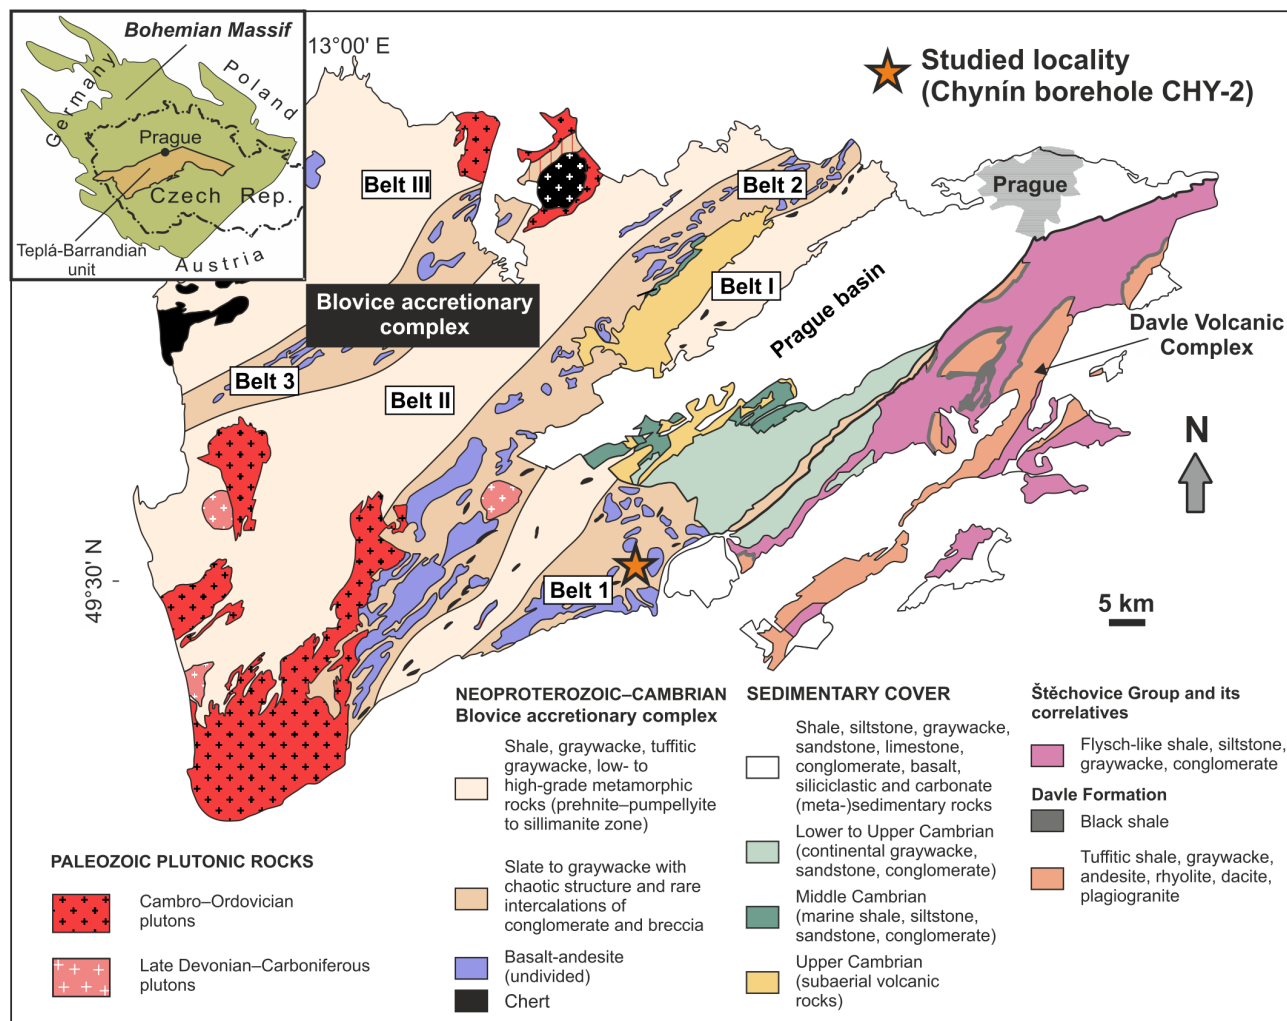 Bohemian Massif
Germany
Poland
Prague
Czech Rep.
Teplá-Barrandian
unit
Austria
13°00' E
Studied locality
(Chynín borehole CHY-2)
Belt III
Belt 2
Prague
Belt I
Blovice accretionary
complex
Prague basin
Davle Volcanic
Complex
Belt 3
Belt II
N
49°30' N
Belt 1
5 km
PALEOZOIC PLUTONIC ROCKS
Cambro–Ordovician
plutons
Late Devonian–Carboniferous
plutons
NEOPROTEROZOIC–CAMBRIAN
Blovice accretionary complex
Shale, graywacke, tuffitic
graywacke, low- to
high-grade metamorphic
rocks (prehnite–pumpellyite
to sillimanite zone)
Slate to graywacke with
chaotic structure and rare
intercalations of
conglomerate and breccia
Basalt-andesite
(undivided)
Chert
SEDIMENTARY COVER
Shale, siltstone, graywacke,
sandstone, limestone,
conglomerate, basalt,
siliciclastic and carbonate
(meta-)sedimentary rocks
Lower to Upper Cambrian
(continental graywacke,
sandstone, conglomerate)
Middle Cambrian
(marine shale, siltstone,
sandstone, conglomerate)
Upper Cambrian
(subaerial volcanic
rocks)
Štěchovice Group and its
correlatives
Flysch-like shale, siltstone,
graywacke, conglomerate
Davle Formation
Black shale
Tuffitic shale, graywacke,
andesite, rhyolite, dacite,
plagiogranite